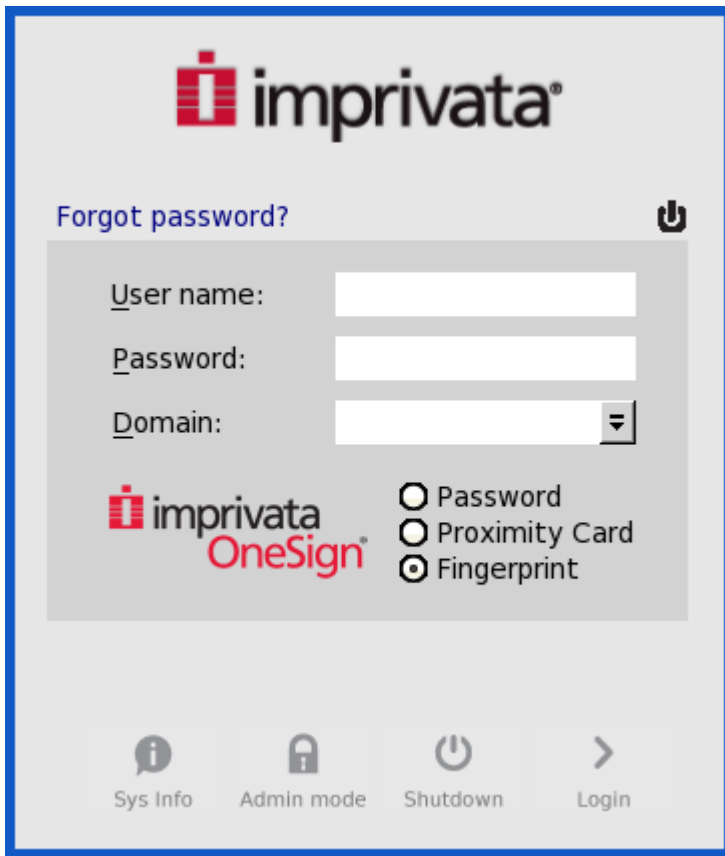 imprivata®
Forgot password?
User name:
Password:
Domain:
imprivata
OneSign®
Password
Proximity Card
Fingerprint
Sys Info
Admin mode
Shutdown
Login